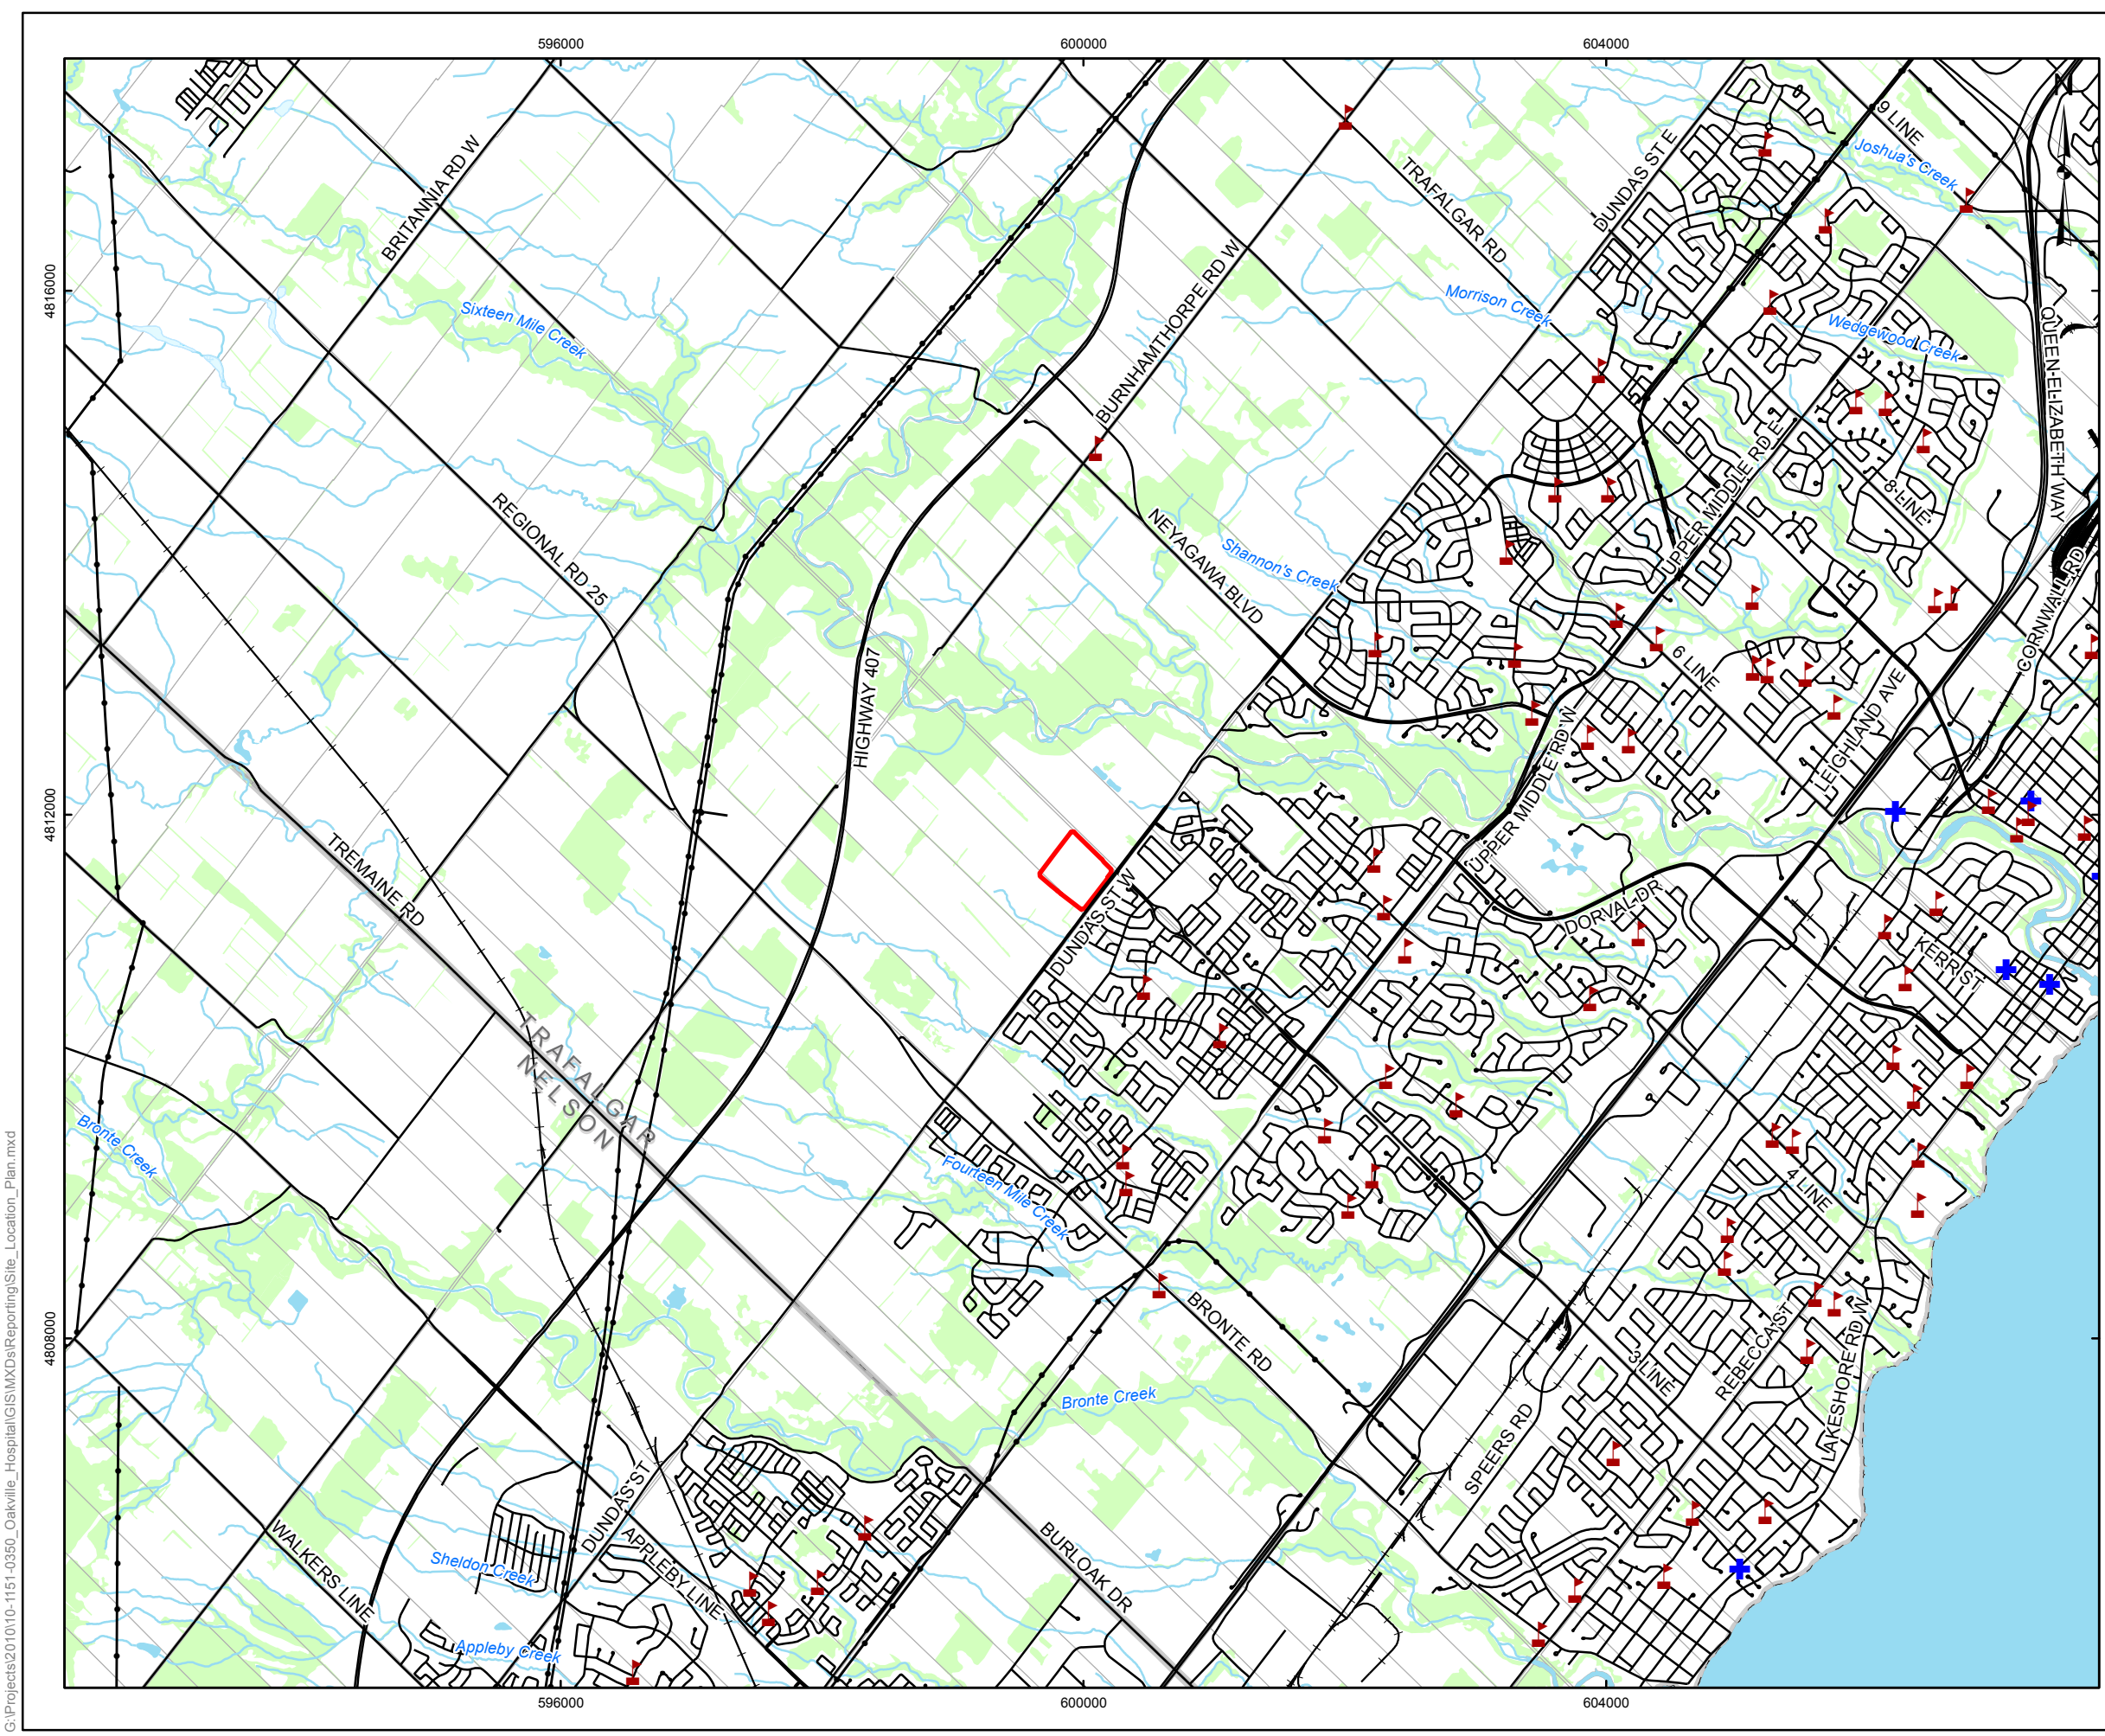 596000
600000
604000
9 LINE
Joshua's Creek
N
BRITANNIA RD W
TRAFALGAR RD
DUNDAS ST E
4816000
Sixteen Mile Creek
BURNHAMTHORPE RD W
Morrison Creek
Wedgewood Creek
QUEEN ELIZABETH WAY
REGIONAL RD 25
NEYAGAWA BLVD
Shannon's Creek
UPPER MIDDLE RD E
8 LINE
CORNWALL RD
HIGHWAY 407
6 LINE
LEIGHLAND AVE
UPPER MIDDLE RD W
4812000
TREMAINE RD
DUNDAS ST W
DORVAL DR
KERR ST
TRAFALGAR
NELSON
Bronte Creek
Fourteen Mile Creek
4 LINE
BRONTE RD
REBECCA ST
LAKESHORE RD W
4808000
3 LINE
Bronte Creek
SPEERS RD
DUNDAS ST
WALKERS LINE
Sheldon Creek
APPLEBY LINE
BURLOAK DR
Appleby Creek
596000
600000
604000
G:\Projects\2010\10-1151-0350_Oakville_Hospital\GIS\MXDs\Reporting\Site_Location_Plan.mxd